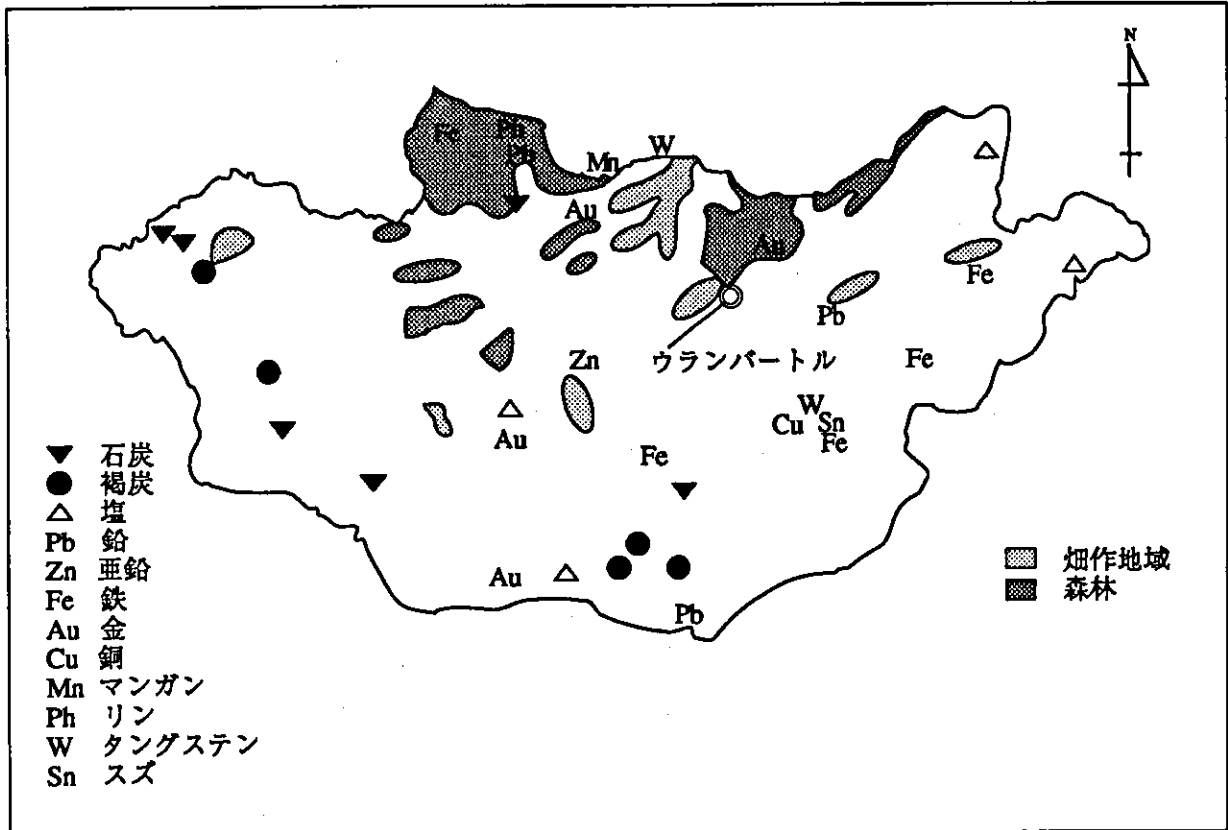 N
W
Fe
Ph
Ph
Mn
Au
Au
Fe
Pb
Zn
ウランバートル
Fe
W
Cu
Sn
Au
Fe
Fe
Au
Pb
石炭
褐炭
塩
Pb 鉛
Zn 亜鉛
Fe 鉄
Au 金
Cu 銅
Mn マンガン
Ph リン
W タングステン
Sn スズ
畑作地域
森林